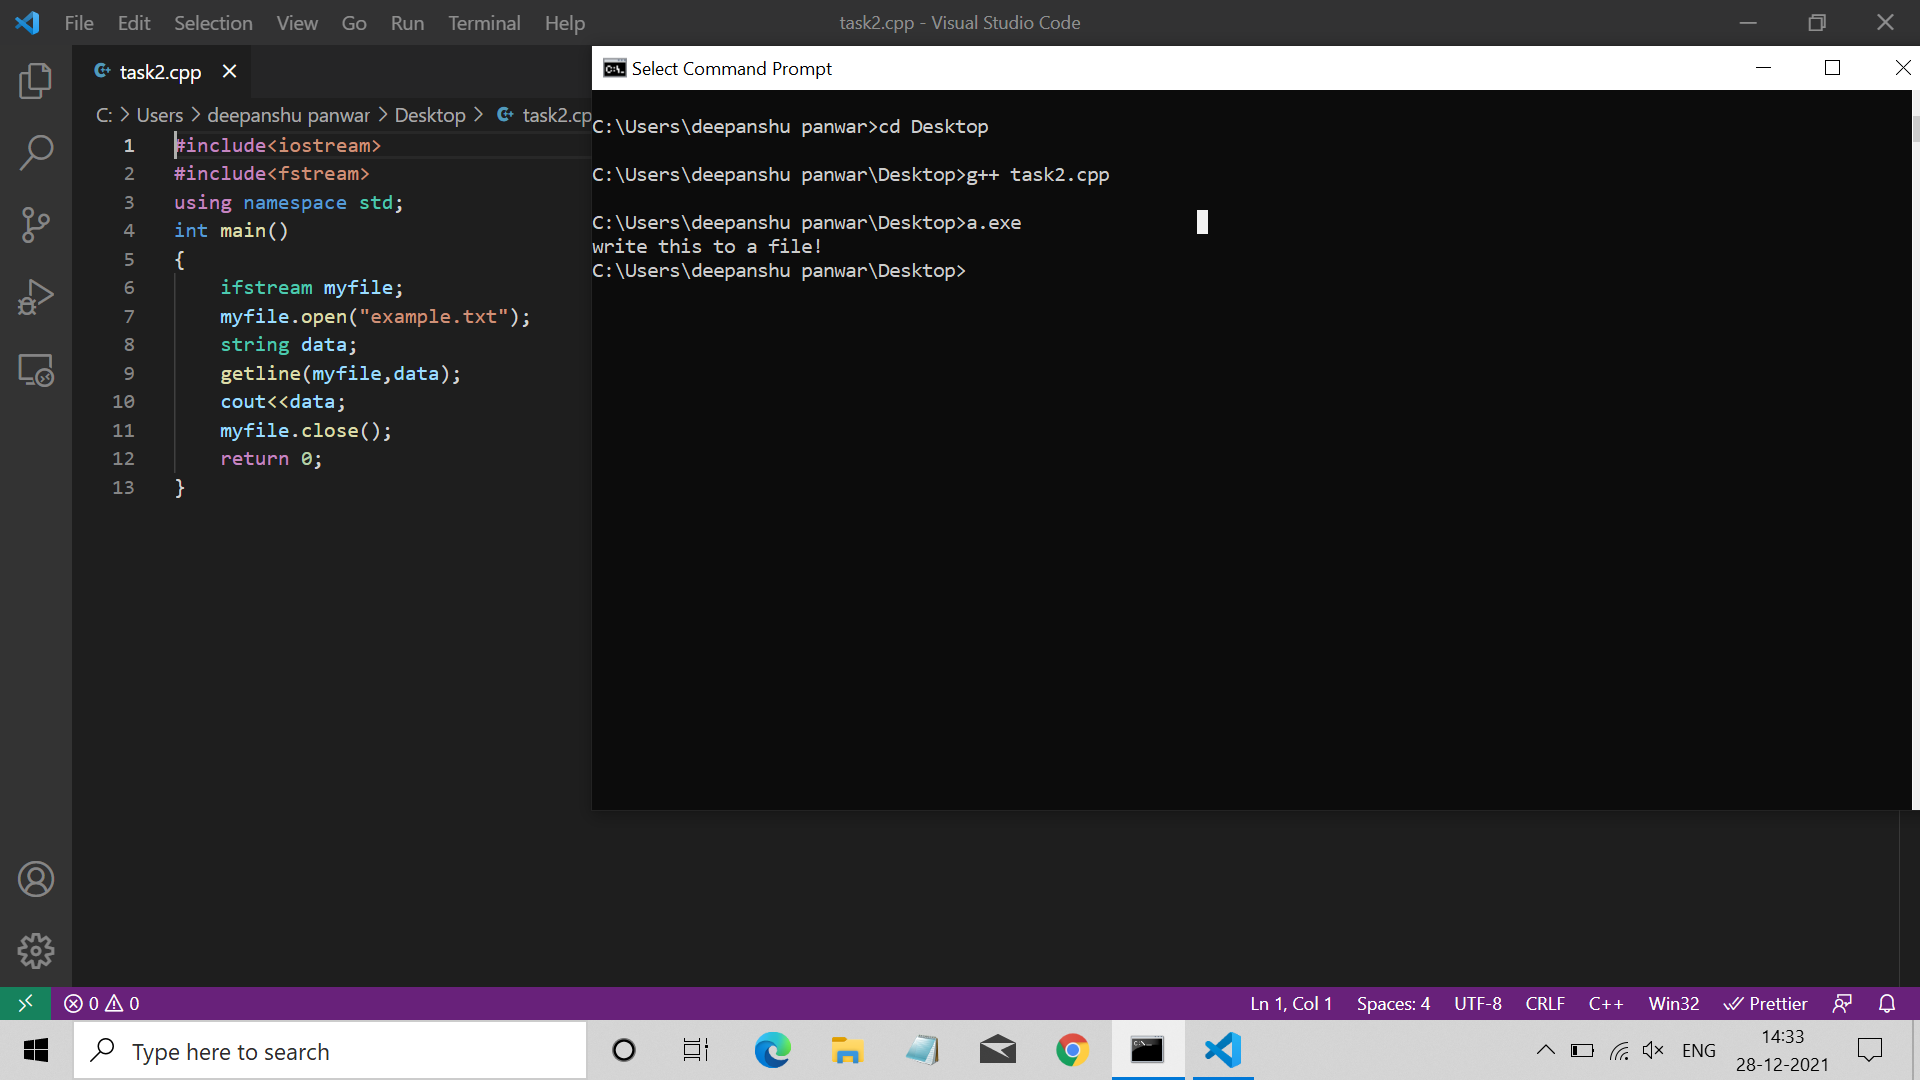 File Edit Selection View Go Run Terminal Help task2.cpp - Visual Studio Code
task2.cpp
C: > Users > deepanshu panwar > Desktop > task2.cp
1 #include<iostream>
2 #include<fstream>
3 using namespace std;
4 int main()
5 {
6 ifstream myfile;
7 myfile.open("example.txt");
8 string data;
9 getline(myfile,data);
10 cout<<data;
11 myfile.close();
12 return 0;
13 }
Select Command Prompt
C:\Users\deepanshu panwar>cd Desktop
C:\Users\deepanshu panwar\Desktop>g++ task2.cpp
C:\Users\deepanshu panwar\Desktop>a.exe
write this to a file!
C:\Users\deepanshu panwar\Desktop>
0 0 Ln 1, Col 1 Spaces: 4 UTF-8 CRLF C++ Win32 Prettier
Type here to search
ENG
14:33
28-12-2021